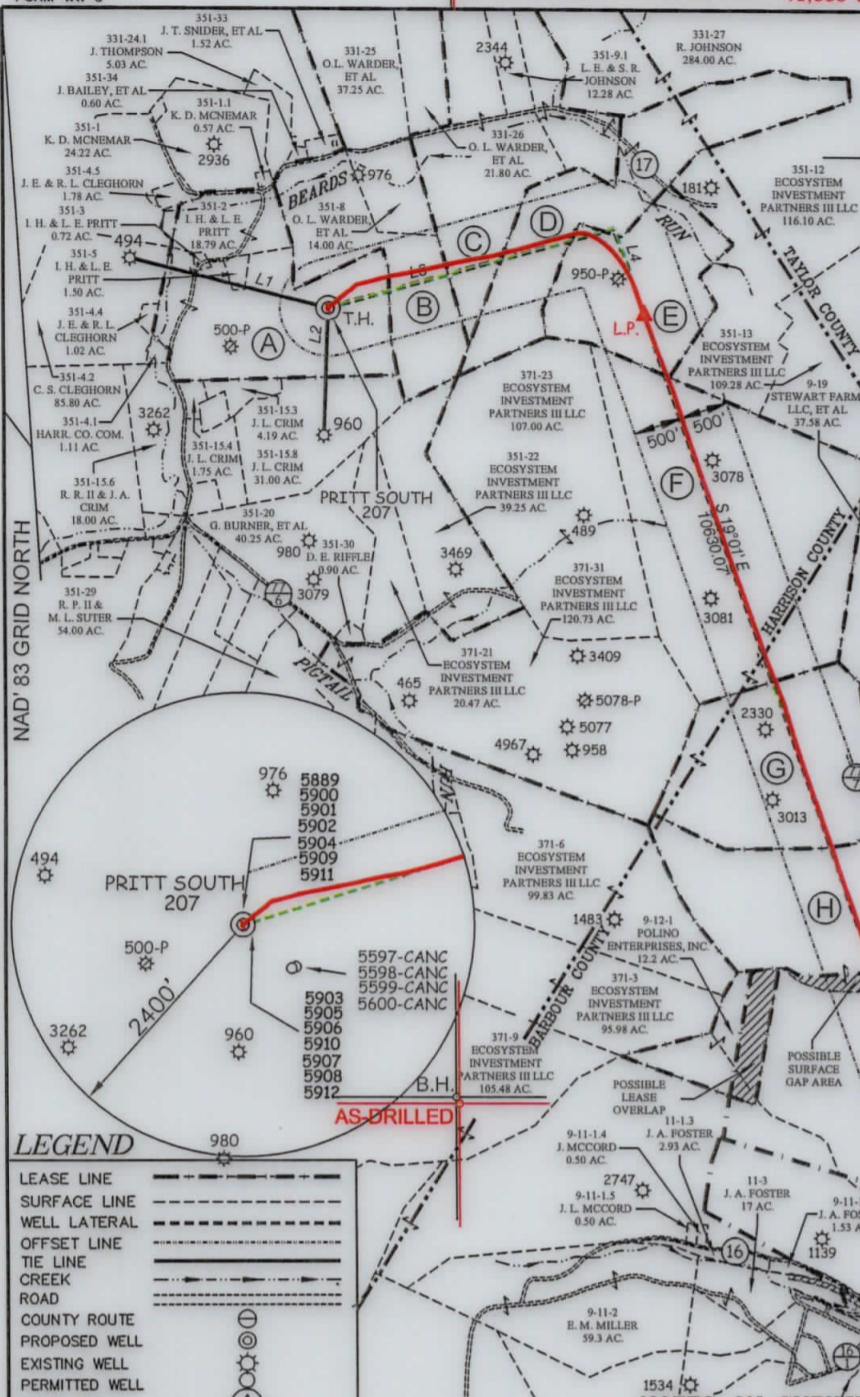 351-33
J. T. SNIDER, ET AL
1.52 AC.
331-24.1
J. THOMPSON
5.03 AC.
351-34
J. BAILEY, ET AL
0.60 AC.
331-25
O.L. WARDER,
ET AL
37.25 AC.
2344
351-9.1
L. E. & S. R.
JOHNSON
12.28 AC.
331-27
R. JOHNSON
284.00 AC.
351-1.1
K. D. MCNEMAR
0.57 AC.
351-1
K. D. MCNEMAR
24.22 AC.
2936
351-4.5
J. E. & R. L. CLEGHORN
1.78 AC.
351-3
I. H. & L. E. PRITT
0.72 AC.
351-5
I. H. & L. E.
PRITT
1.50 AC.
494
351-2
I. H. & L. E.
PRITT
18.79 AC.
BEARDS
976
351-8
O. L. WARDER,
ET AL
14.00 AC.
331-26
O. L. WARDER,
ET AL
21.80 AC.
17
181
RUN
351-12
ECOSYSTEM
INVESTMENT
PARTNERS III LLC
116.10 AC.
TAYLOR COUNTY
L1
L2
L3
L4
T.H.
A
B
C
D
E
950-P
L.P.
500-P
351-4.4
J. E. & R. L.
CLEGHORN
1.02 AC.
351-4.2
C. S. CLEGHORN
85.80 AC.
351-4.1
HARR. CO. COM.
1.11 AC.
3262
351-15.6
R. R. II & J. A.
CRIM
18.00 AC.
351-15.4
J. L. CRIM
1.75 AC.
351-15.3
J. L. CRIM
4.19 AC.
351-15.8
J. L. CRIM
31.00 AC.
960
PRITT SOUTH
207
371-23
ECOSYSTEM
INVESTMENT
PARTNERS III LLC
107.00 AC.
351-13
ECOSYSTEM
INVESTMENT
PARTNERS III LLC
109.28 AC.
9-19
STEWART FARM
LLC, ET AL
37.58 AC.
500'
500'
F
3078
S 19°01' E
10630.07'
3081
HARRISON COUNTY
351-22
ECOSYSTEM
INVESTMENT
PARTNERS III LLC
39.25 AC.
489
351-20
G. BURNER, ET AL
40.25 AC.
980
3079
351-30
D. E. RIFFLE
0.90 AC.
3469
371-31
ECOSYSTEM
INVESTMENT
PARTNERS III LLC
120.73 AC.
3409
351-29
R. P. II &
M. L. SUTER
54.00 AC.
NAD' 83 GRID NORTH
PIGTAIL
RUN
371-21
ECOSYSTEM
INVESTMENT
PARTNERS III LLC
20.47 AC.
465
5078-P
5077
4967
958
2330
G
3013
H
976
5889
5900
5901
5902
5904
5909
5911
494
PRITT SOUTH
207
500-P
2400'
3262
960
5597-CANC
5598-CANC
5599-CANC
5600-CANC
5903
5905
5906
5910
5907
5908
5912
371-6
ECOSYSTEM
INVESTMENT
PARTNERS III LLC
99.83 AC.
1483
BARBOUR COUNTY
9-12-1
POLINO
ENTERPRISES, INC.
12.2 AC.
371-3
ECOSYSTEM
INVESTMENT
PARTNERS III LLC
95.98 AC.
371-9
ECOSYSTEM
INVESTMENT
PARTNERS III LLC
105.48 AC.
B.H.
AS-DRILLED
POSSIBLE
SURFACE
GAP AREA
POSSIBLE
LEASE
OVERLAP
980
9-11-1.4
J. MCCORD
0.50 AC.
11-1.3
J. A. FOSTER
2.93 AC.
2747
9-11-1.5
J. L. MCCORD
0.50 AC.
11-3
J. A. FOSTER
17 AC.
1.53
1139
16
9-11-2
E. M. MILLER
59.3 AC.
1534
LEGEND
LEASE LINE
SURFACE LINE
WELL LATERAL
OFFSET LINE
TIE LINE
CREEK
ROAD
COUNTY ROUTE
PROPOSED WELL
EXISTING WELL
PERMITTED WELL